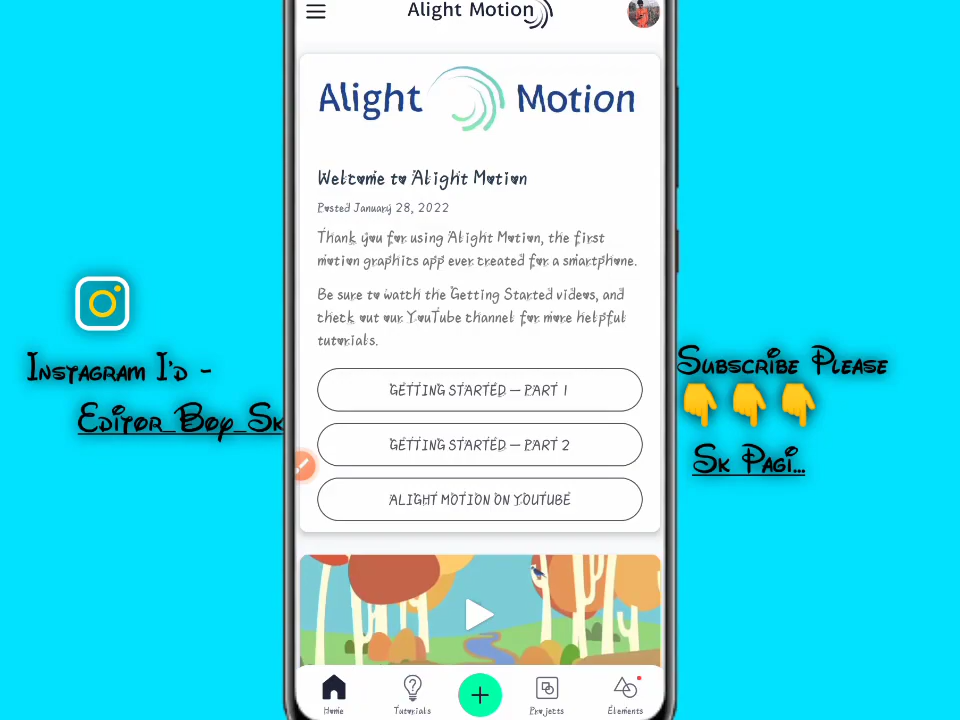 Alight Motion
Alight Motion
Welcome to Alight Motion
Posted January 28, 2022
Thank you for using Alight Motion, the first
motion graphics app ever created for a smartphone.
Be sure to watch the Getting Started videos, and
check out our YouTube channel for more helpful
tutorials.
GETTING STARTED — PART 1
GETTING STARTED — PART 2
ALIGHT MOTION ON YOUTUBE
Home
Tutorials
Projects
Elements
Instagram I'd -
Editor_Boy_Sk
Subscribe Please
Sk Pagi...